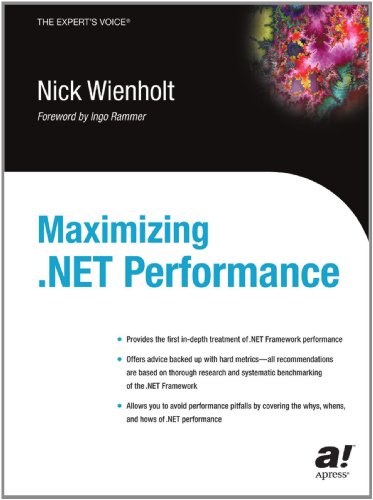 THE EXPERT'S VOICE®
Nick Wienholt
Foreword by Ingo Rammer
Maximizing
.NET Performance
• Provides the first in-depth treatment of .NET Framework performance
• Offers advice backed up with hard metrics—all recommendations
are based on thorough research and systematic benchmarking
of the .NET Framework
• Allows you to avoid performance pitfalls by covering the whys, whens,
and hows of .NET performance
a!
Apress®